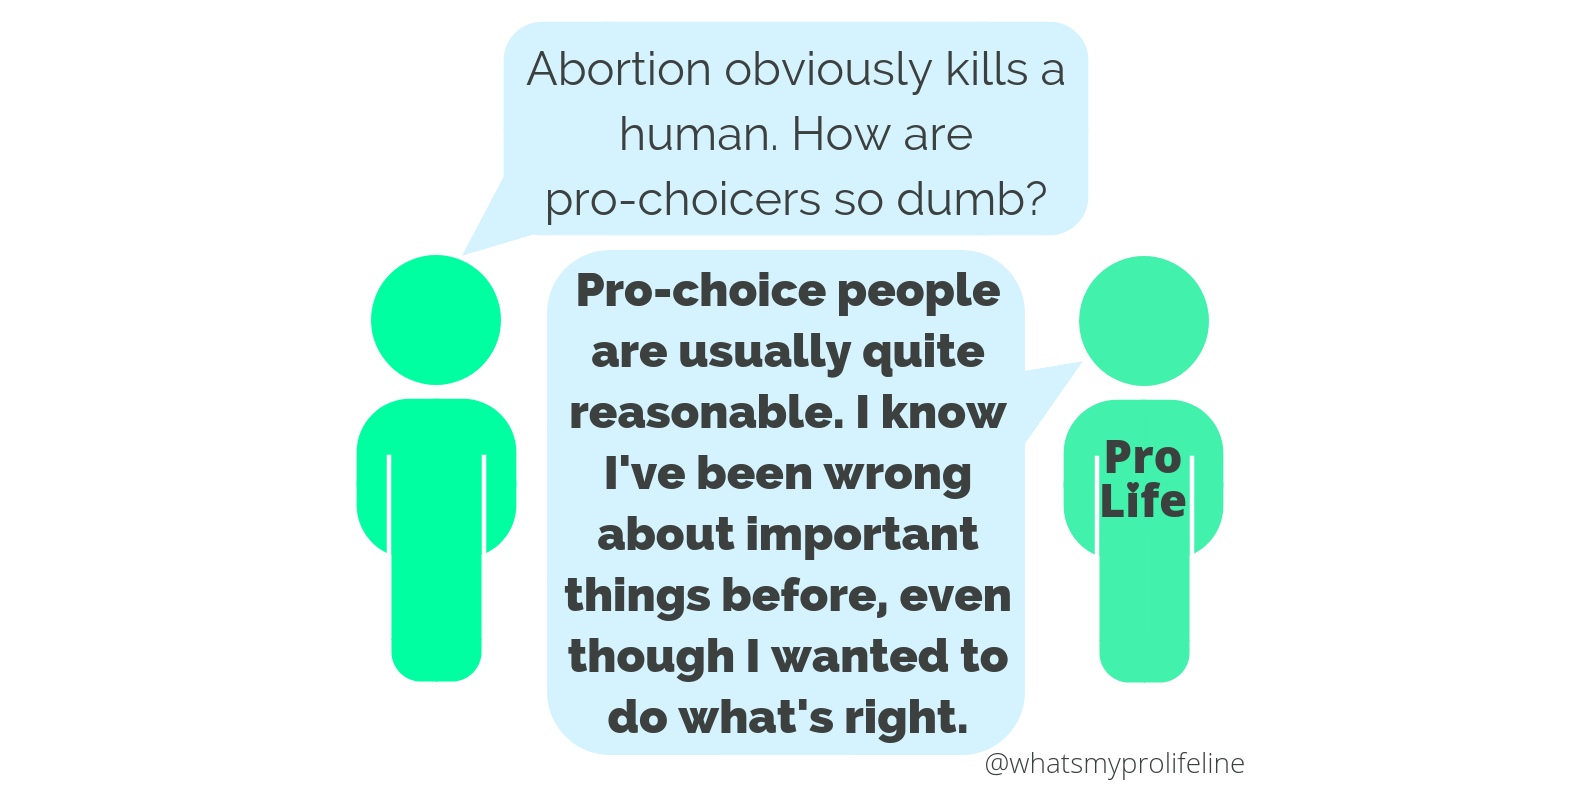 Abortion obviously kills a
human. How are
pro-choicers so dumb?
Pro-choice people
are usually quite
reasonable. I know
I've been wrong
about important
things before, even
though I wanted to
do what's right.
Pro
Life
@whatsmyprolifeline